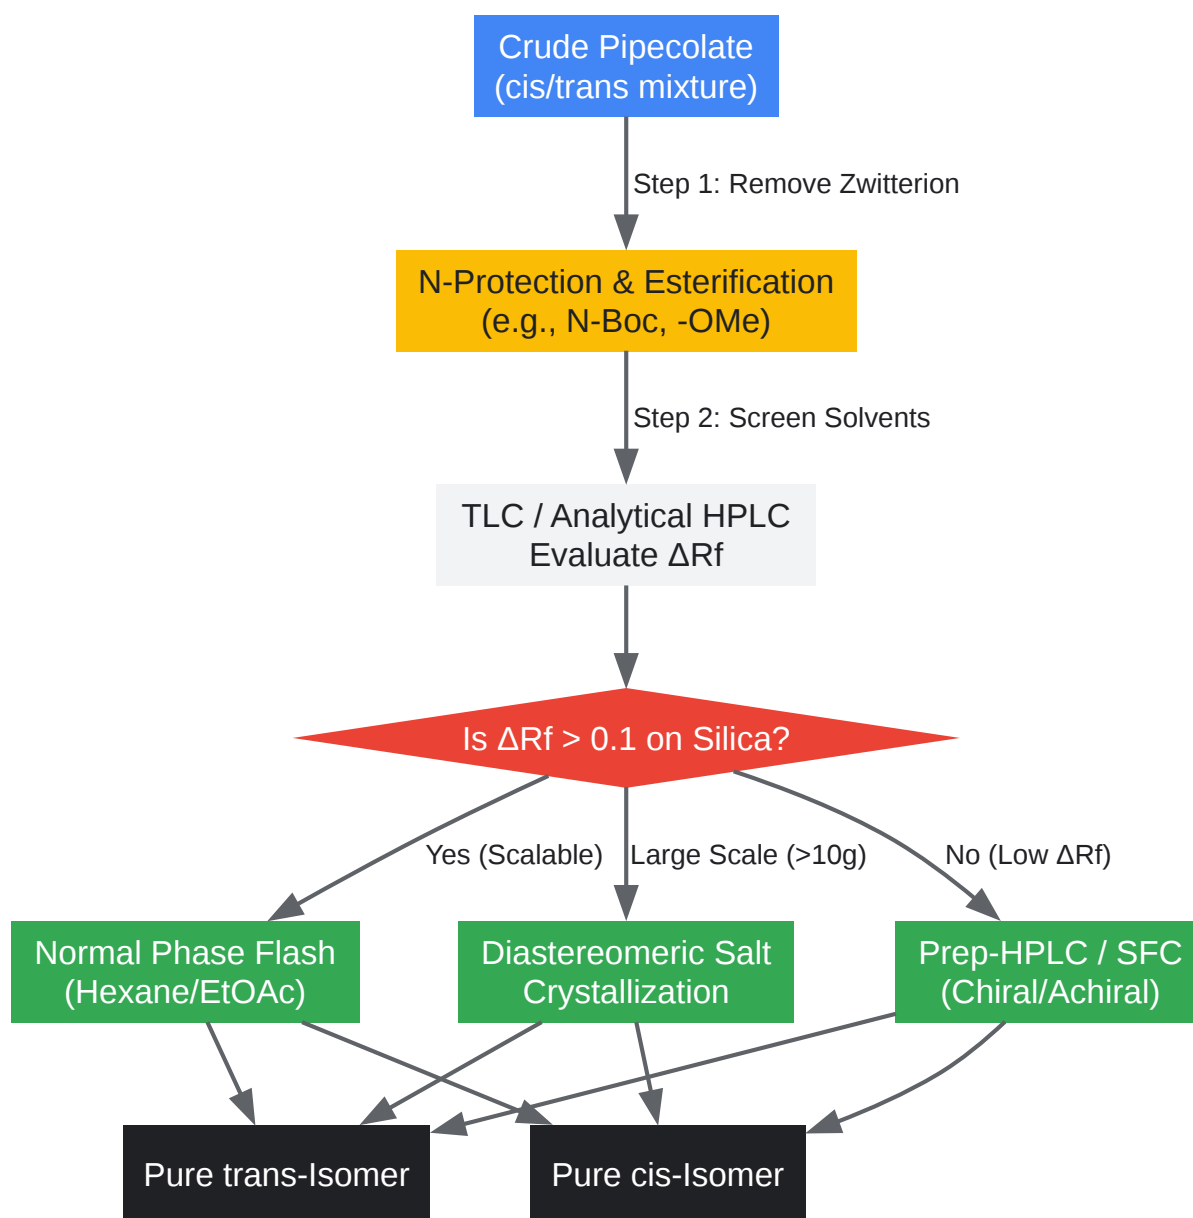 Crude Pipecolate
(cis/trans mixture)
Step 1: Remove Zwitterion
N-Protection & Esterification
(e.g., N-Boc, -OMe)
Step 2: Screen Solvents
TLC / Analytical HPLC
Evaluate ΔRf
Is ΔRf > 0.1 on Silica?
Yes (Scalable)
Large Scale (>10g)
No (Low ΔRf)
Normal Phase Flash
(Hexane/EtOAc)
Diastereomeric Salt
Crystallization
Prep-HPLC / SFC
(Chiral/Achiral)
Pure trans-Isomer
Pure cis-Isomer